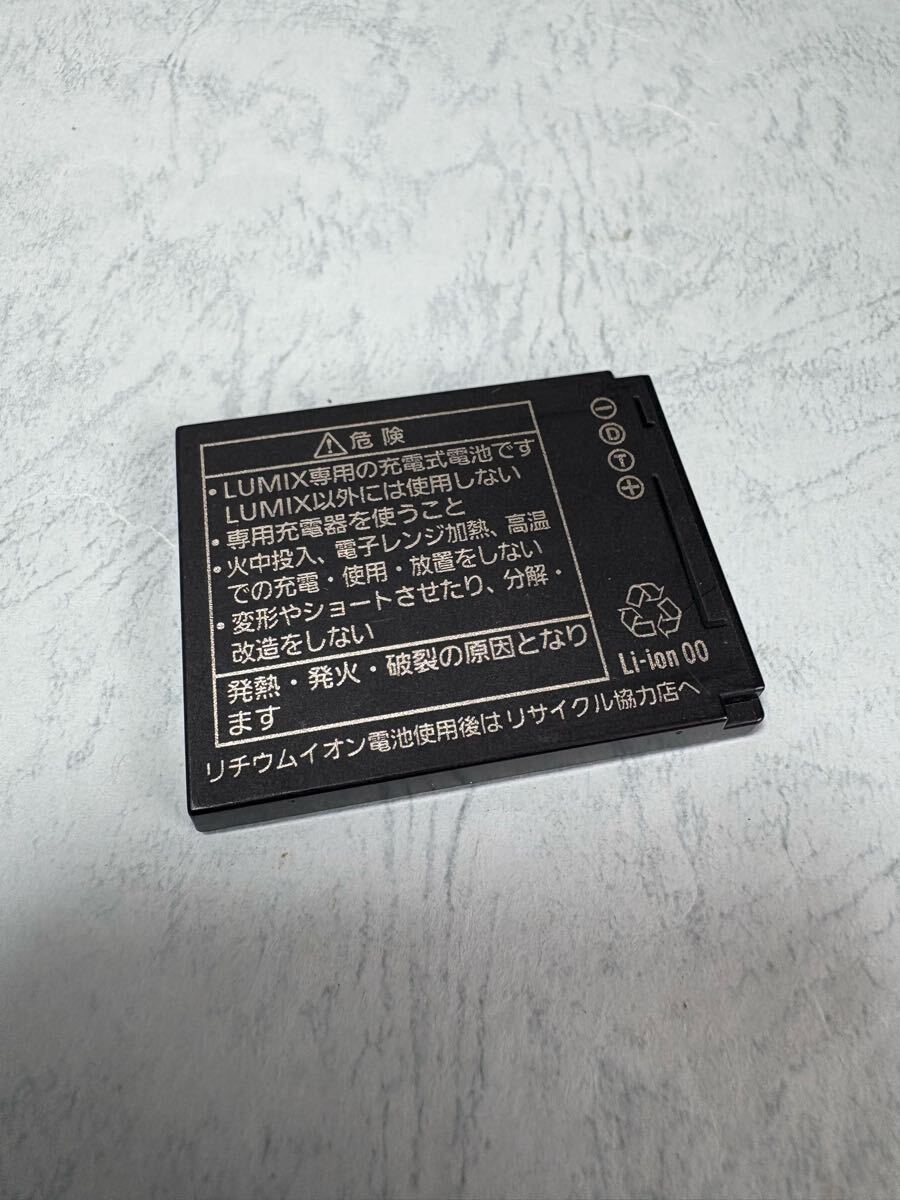 ⚠危険
・LUMIX専用の充電式電池です
LUMIX以外には使用しない
・専用充電器を使うこと
・火中投入、電子レンジ加熱、高温
での充電・使用・放置をしない
・変形やショートさせたり、分解・
改造をしない
発熱・発火・破裂の原因となり
ます
リチウムイオン電池使用後はリサイクル協力店へ
−
D
T
+
Li-ion 00